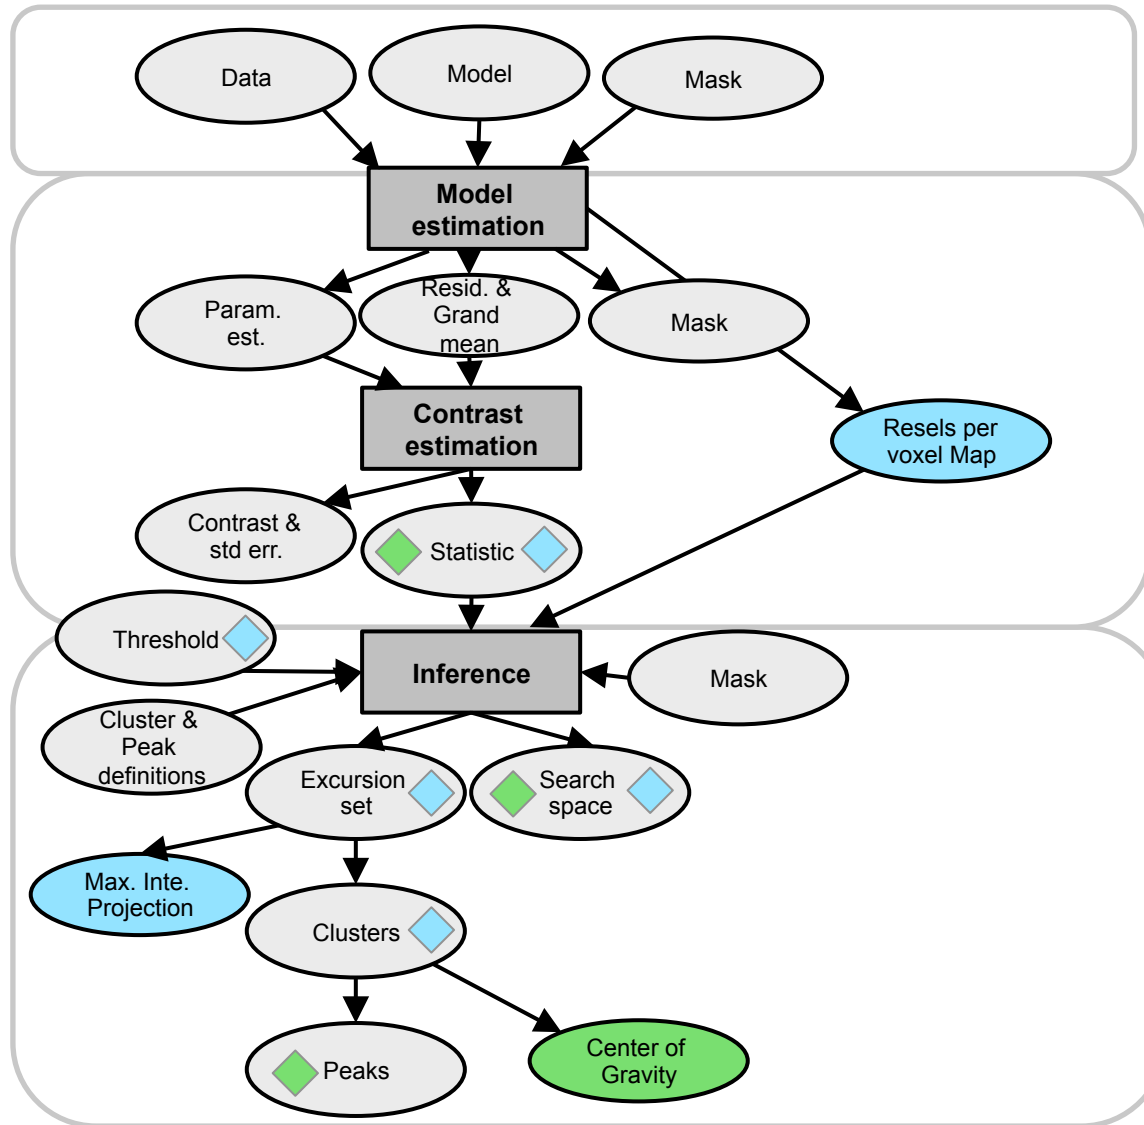 Data
Model
Mask
Model
estimation
Param.
est.
Resid. &
Grand
mean
Mask
Contrast
estimation
Resels per
voxel Map
Contrast &
std err.
Statistic
Threshold
Inference
Mask
Cluster &
Peak
definitions
Excursion
set
Search
space
Max. Inte.
Projection
Clusters
Peaks
Center of
Gravity